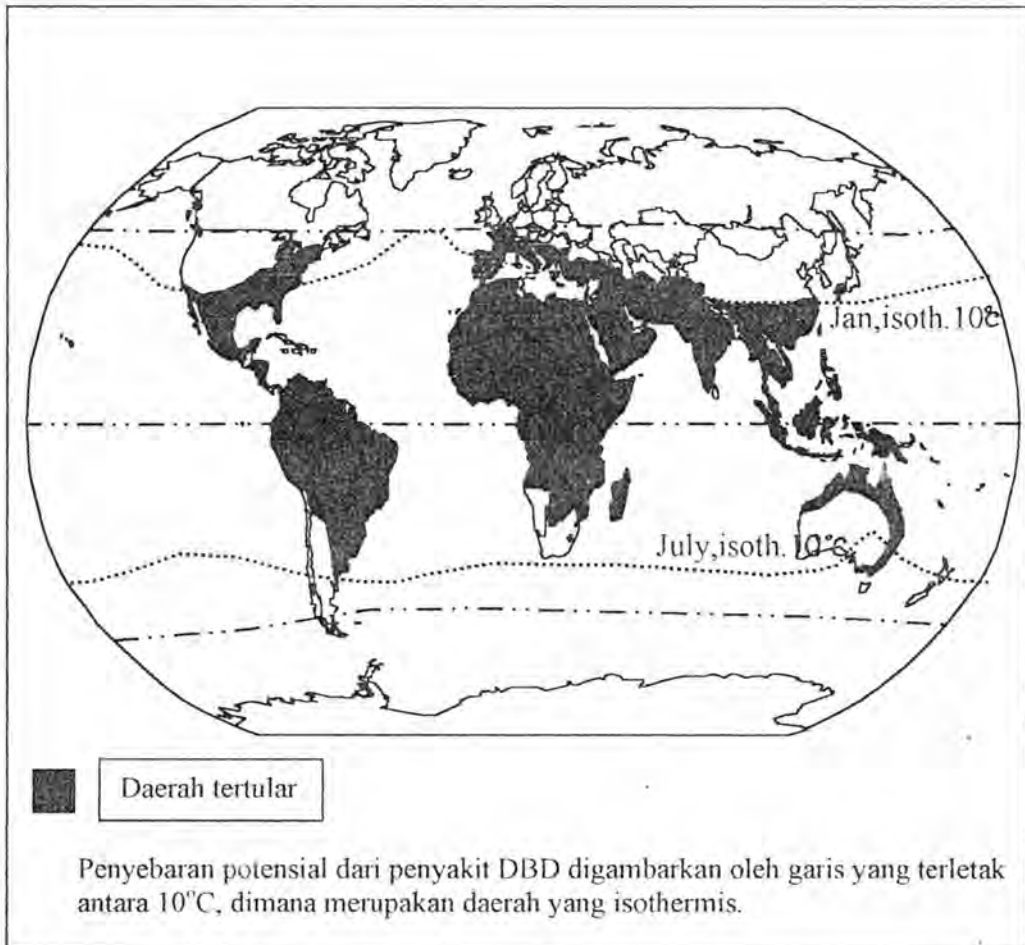 Jan,isoth.10°c
July,isoth.10°c
Daerah tertular
Penyebaran potensial dari penyakit DBD digambarkan oleh garis yang terletak
antara 10°C, dimana merupakan daerah yang isothermis.